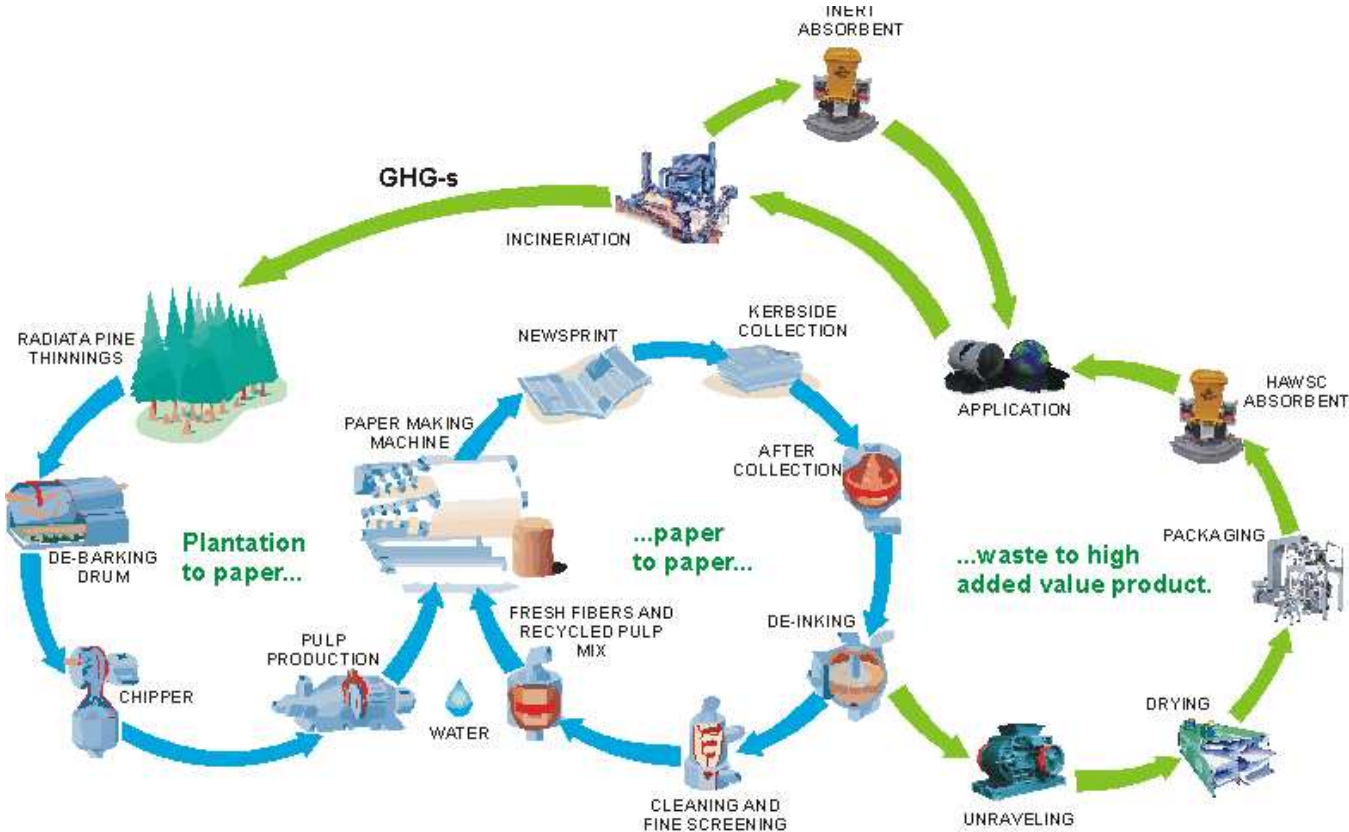 INERT
ABSORBENT
GHG-s
INCINERIATION
RADIATA PINE
THINNINGS
NEWSPRINT
KERBSIDE
COLLECTION
APPLICATION
HAWSC
ABSORBENT
PAPER MAKING
MACHINE
AFTER
COLLECTION
DE-BARKING
DRUM
Plantation
to paper...
...paper
to paper...
...waste to high
added value product.
PACKAGING
FRESH FIBERS AND
RECYCLED PULP
MIX
DE-INKING
PULP
PRODUCTION
CHIPPER
WATER
DRYING
CLEANING AND
FINE SCREENING
UNRAVELING